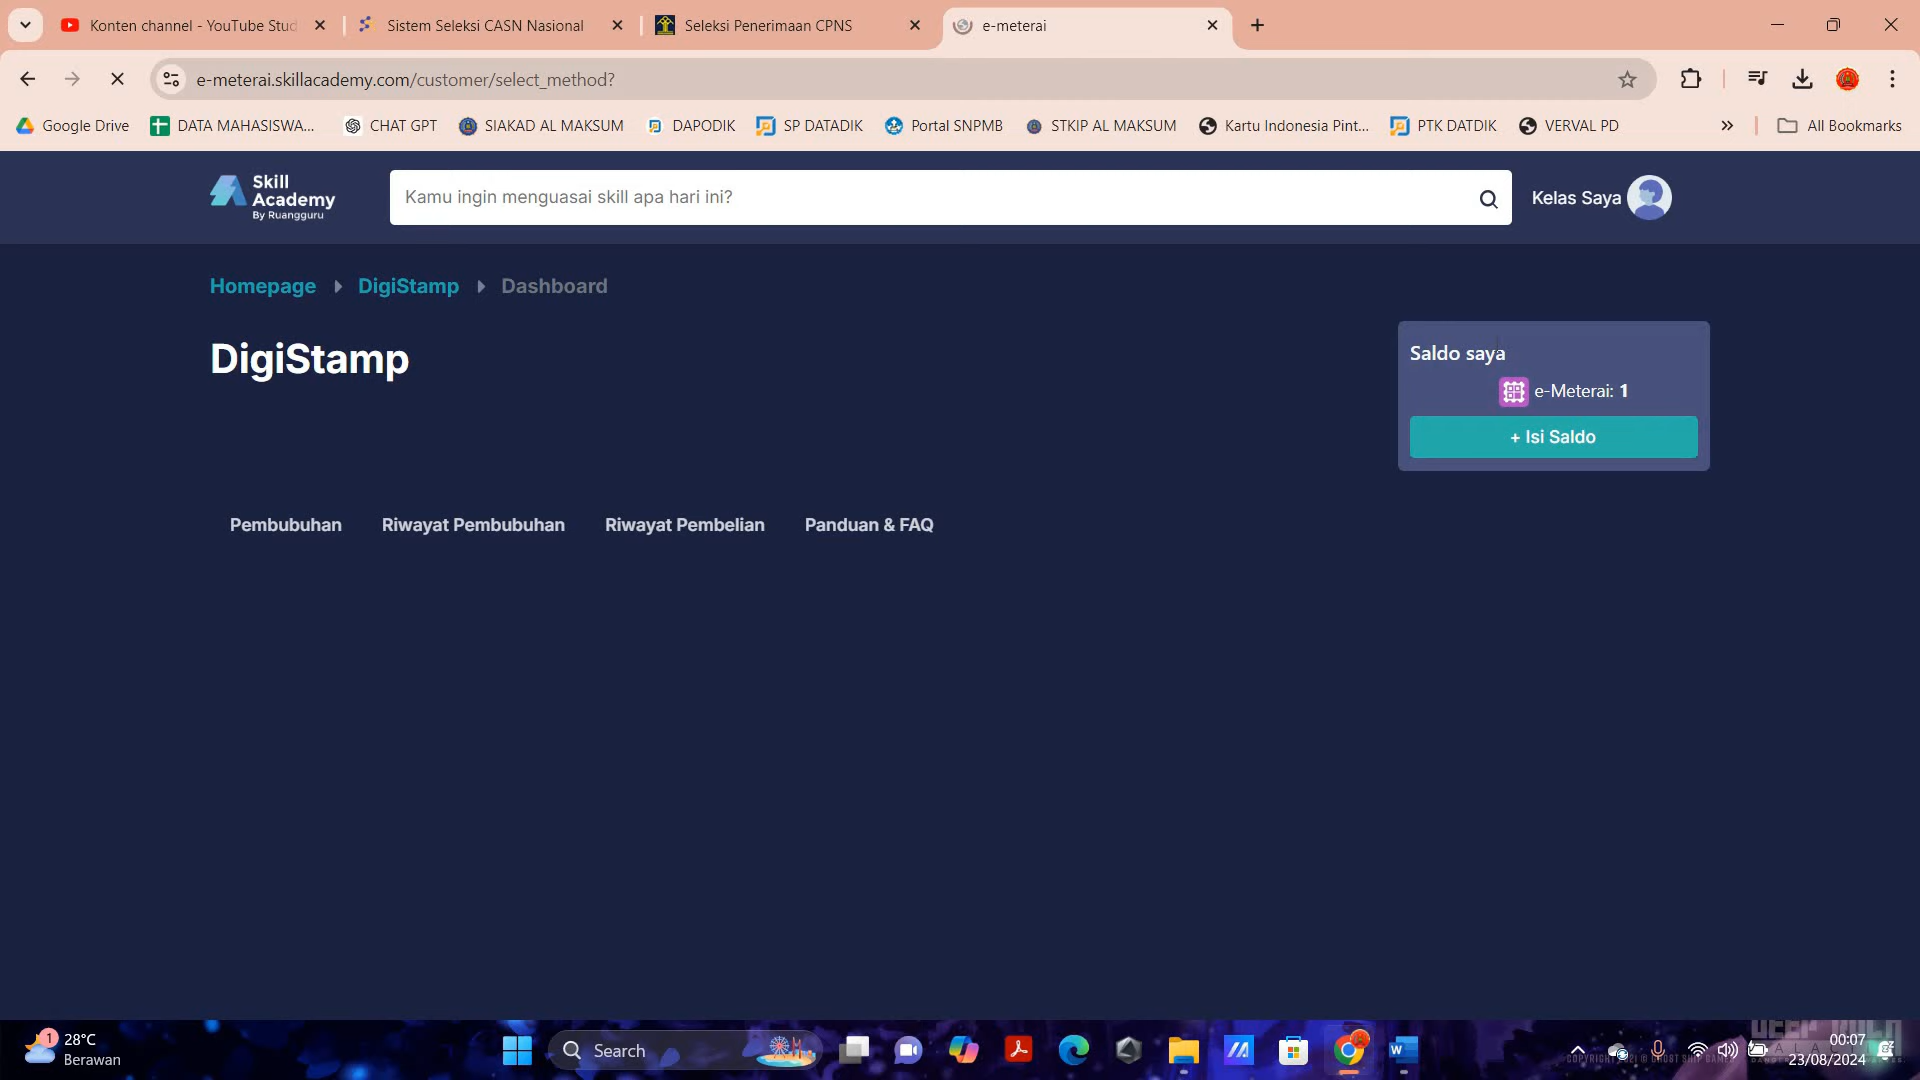 Konten channel - YouTube Stud
Sistem Seleksi CASN Nasional
Seleksi Penerimaan CPNS
e-meterai
e-meterai.skillacademy.com/customer/select_method?
Google Drive
DATA MAHASISWA...
CHAT GPT
SIAKAD AL MAKSUM
DAPODIK
SP DATADIK
Portal SNPMB
STKIP AL MAKSUM
Kartu Indonesia Pint...
PTK DATDIK
VERVAL PD
All Bookmarks
Skill
Academy
By Ruangguru
Kamu ingin menguasai skill apa hari ini?
Kelas Saya
Homepage
DigiStamp
Dashboard
DigiStamp
Saldo saya
e-Meterai: 1
+ Isi Saldo
Pembubuhan
Riwayat Pembubuhan
Riwayat Pembelian
Panduan & FAQ
1
28°C
Berawan
Search
00:07
23/08/2024